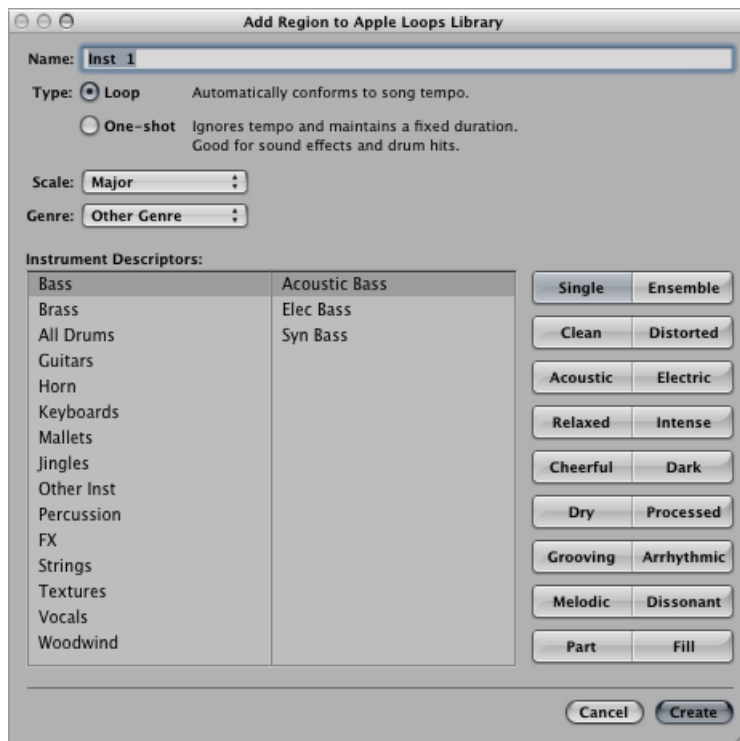 Add Region to Apple Loops Library
Name: Inst 1
Type: Loop Automatically conforms to song tempo.
One-shot Ignores tempo and maintains a fixed duration.
Good for sound effects and drum hits.
Scale: Major
Genre: Other Genre
Instrument Descriptors:
Bass
Brass
All Drums
Guitars
Horn
Keyboards
Mallets
Jingles
Other Inst
Percussion
FX
Strings
Textures
Vocals
Woodwind
Acoustic Bass
Elec Bass
Syn Bass
Single Ensemble
Clean Distorted
Acoustic Electric
Relaxed Intense
Cheerful Dark
Dry Processed
Grooving Arrhythmic
Melodic Dissonant
Part Fill
Cancel Create